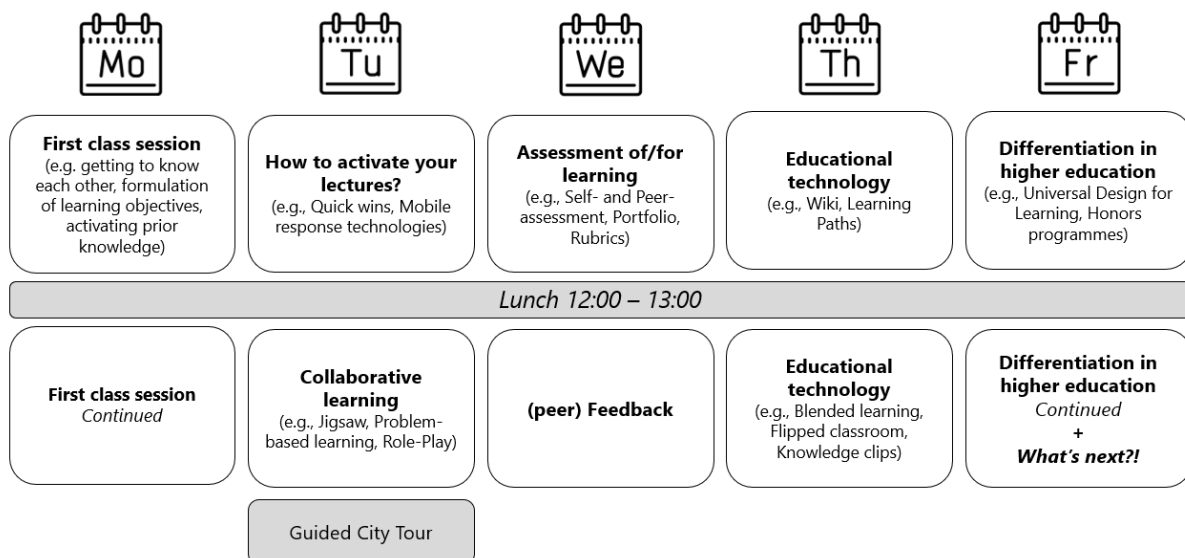 Mo
Tu
We
Th
Fr
First class session
(e.g. getting to know
each other, formulation
of learning objectives,
activating prior
knowledge)
How to activate your
lectures?
(e.g., Quick wins, Mobile
response technologies)
Assessment of/for
learning
(e.g., Self- and Peer-
assessment, Portfolio,
Rubrics)
Educational
technology
(e.g., Wiki, Learning
Paths)
Differentiation in
higher education
(e.g., Universal Design for
Learning, Honors
programmes)
Lunch 12:00 – 13:00
First class session
Continued
Collaborative
learning
(e.g., Jigsaw, Problem-
based learning, Role-Play)
(peer) Feedback
Educational
technology
(e.g., Blended learning,
Flipped classroom,
Knowledge clips)
Differentiation in
higher education
Continued
+
What's next?!
Guided City Tour